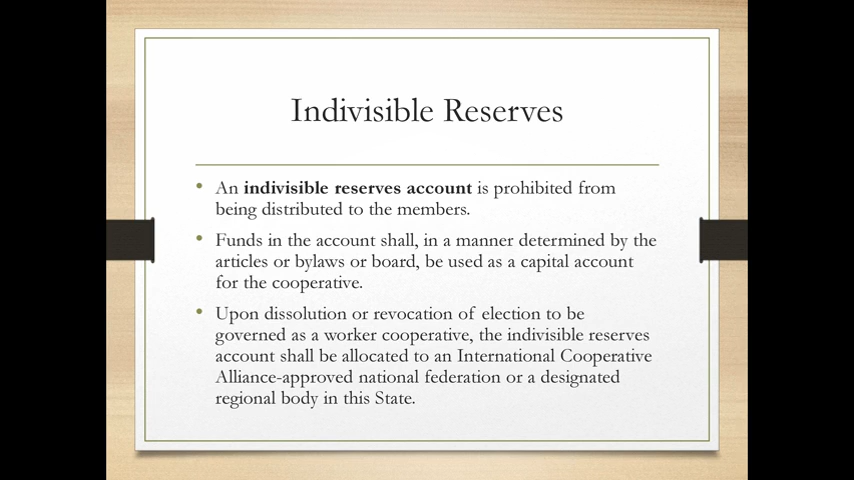 Indivisible Reserves
• An indivisible reserves account is prohibited from
being distributed to the members.
• Funds in the account shall, in a manner determined by the
articles or bylaws or board, be used as a capital account
for the cooperative.
• Upon dissolution or revocation of election to be
governed as a worker cooperative, the indivisible reserves
account shall be allocated to an International Cooperative
Alliance-approved national federation or a designated
regional body in this State.